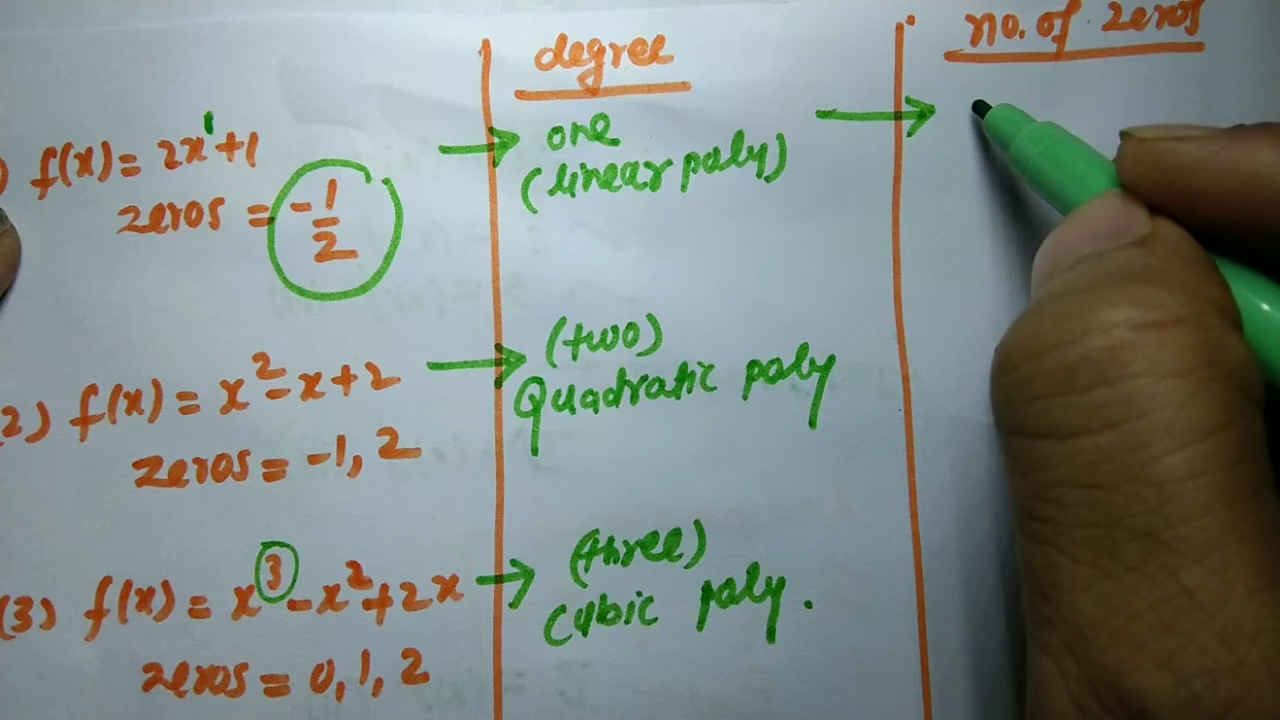 degree
no. of zeros
) f(x) = 2x¹+1
zeros = -1/2
one
(linear poly)
(2) f(x) = x²-x+2
zeros = -1, 2
(two)
Quadratic poly
(3) f(x) = x³-x²+2x
zeros = 0, 1, 2
(three)
Cubic poly.